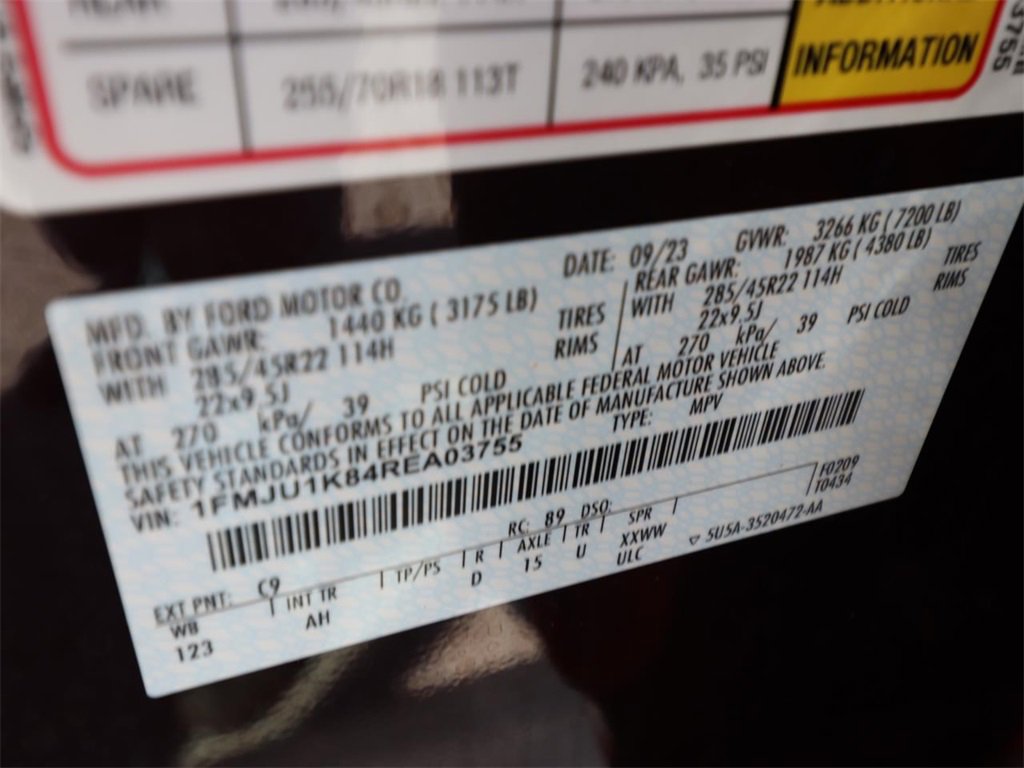 SPARE 255/70R18 113T 240 KPA, 35 PSI INFORMATION
3755
MFD. BY FORD MOTOR CO. DATE: 09/23 GVWR: 3266 KG ( 7200 LB)
FRONT GAWR: 1440 KG ( 3175 LB) REAR GAWR: 1987 KG ( 4380 LB)
WITH 285/45R22 114H TIRES WITH 285/45R22 114H TIRES
22x9.5J RIMS 22x9.5J RIMS
AT 270 kPa/ 39 PSI COLD AT 270 kPa/ 39 PSI COLD
THIS VEHICLE CONFORMS TO ALL APPLICABLE FEDERAL MOTOR VEHICLE
SAFETY STANDARDS IN EFFECT ON THE DATE OF MANUFACTURE SHOWN ABOVE.
VIN: 1FMJU1K84REA03755 TYPE: MPV
F0209
T0434
EXT PNT: C9 RC: 89 DSO:
WB INT TR TP/PS R AXLE TR SPR
123 AH D 15 U XXWW
ULC
▽ 5U5A-3520472-AA